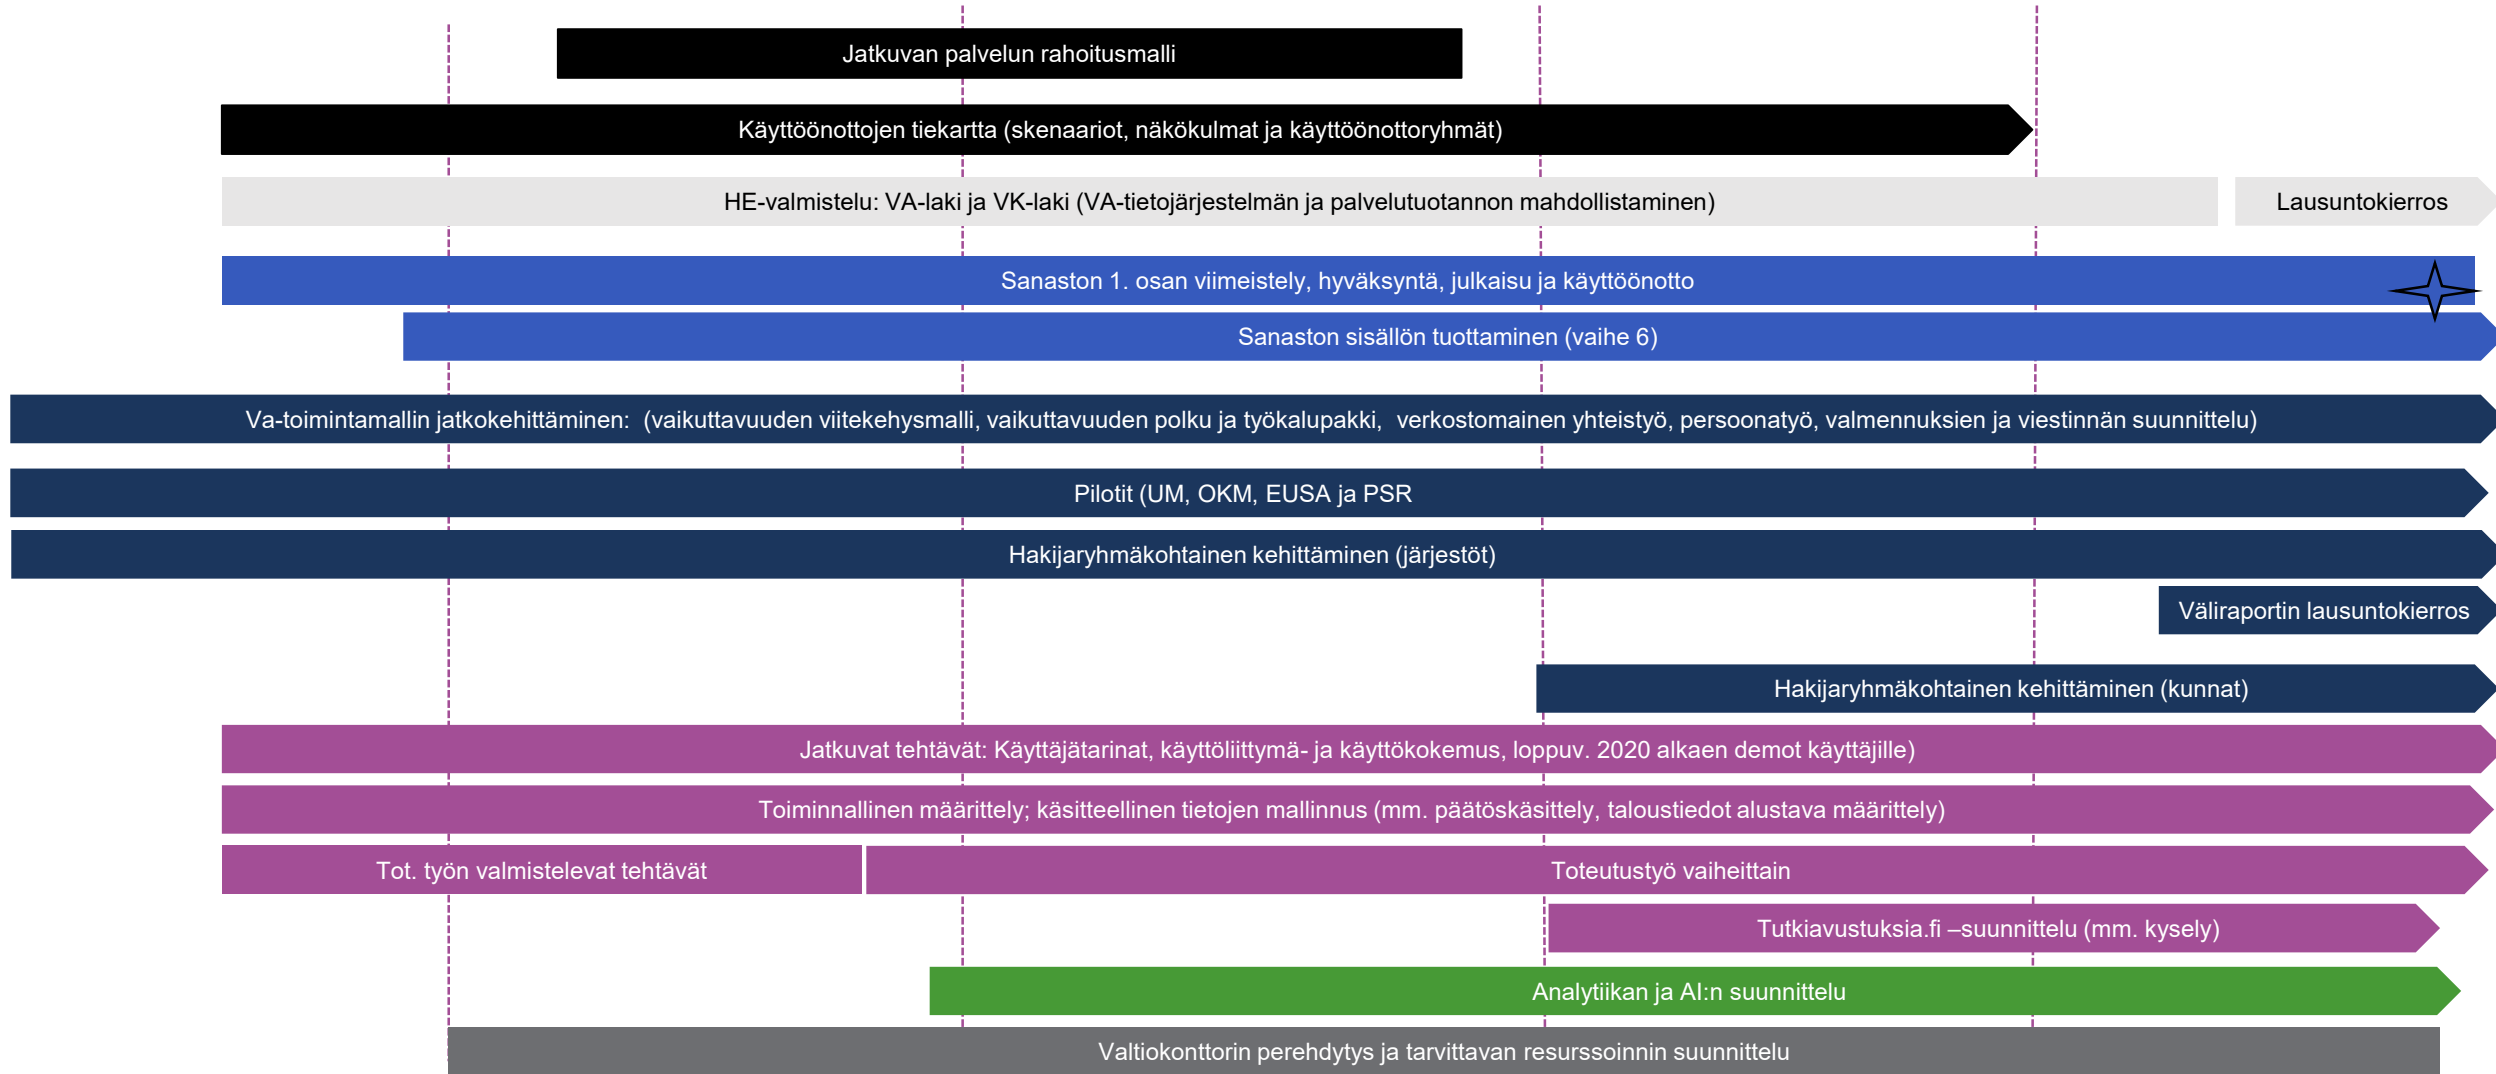 Jatkuvan palvelun rahoitusmalli
Käyttöönottojen tiekartta (skenaariot, näkökulmat ja käyttöönottoryhmät)
HE-valmistelu: VA-laki ja VK-laki (VA-tietojärjestelmän ja palvelutuotannon mahdollistaminen)
Lausuntokierros
Sanaston 1. osan viimeistely, hyväksyntä, julkaisu ja käyttöönotto
Sanaston sisällön tuottaminen (vaihe 6)
Va-toimintamallin jatkokehittäminen: (vaikuttavuuden viitekehysmalli, vaikuttavuuden polku ja työkalupakki, verkostomainen yhteistyö, persoonatyö, valmennuksien ja viestinnän suunnittelu)
Pilotit (UM, OKM, EUSA ja PSR
Hakijaryhmäkohtainen kehittäminen (järjestöt)
Väliraportin lausuntokierros
Hakijaryhmäkohtainen kehittäminen (kunnat)
Jatkuvat tehtävät: Käyttäjätarinat, käyttöliittymä- ja käyttökokemus, loppuv. 2020 alkaen demot käyttäjille)
Toiminnallinen määrittely; käsitteellinen tietojen mallinnus (mm. päätöskäsittely, taloustiedot alustava määrittely)
Tot. työn valmistelevat tehtävät
Toteutustyö vaiheittain
Tutkiavustuksia.fi –suunnittelu (mm. kysely)
Analytiikan ja AI:n suunnittelu
Valtiokonttorin perehdytys ja tarvittavan resurssoinnin suunnittelu